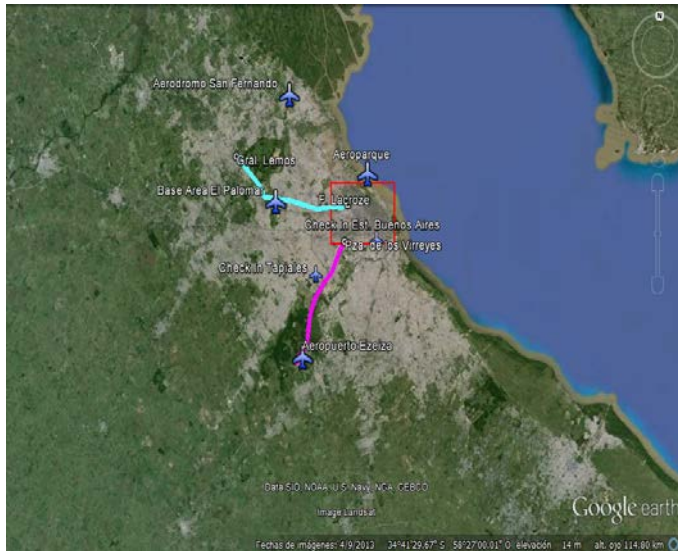 N
Aerodromo San Fernando
Aeroparque
Gral. Lemos
Base Area El Palomar
F. Lacroze
Check In Est. Buenos Aires
Pza. de los Virreyes
Check In Tapiales
Aeropuerto Ezeiza
Data SIO, NOAA, U.S. Navy, NGA, GEBCO
Image Landsat
Google earth
Fechas de imágenes: 4/9/2013 34°41'29.67" S 58°27'00.01" O elevación 14 m alt. ojo 114.80 km